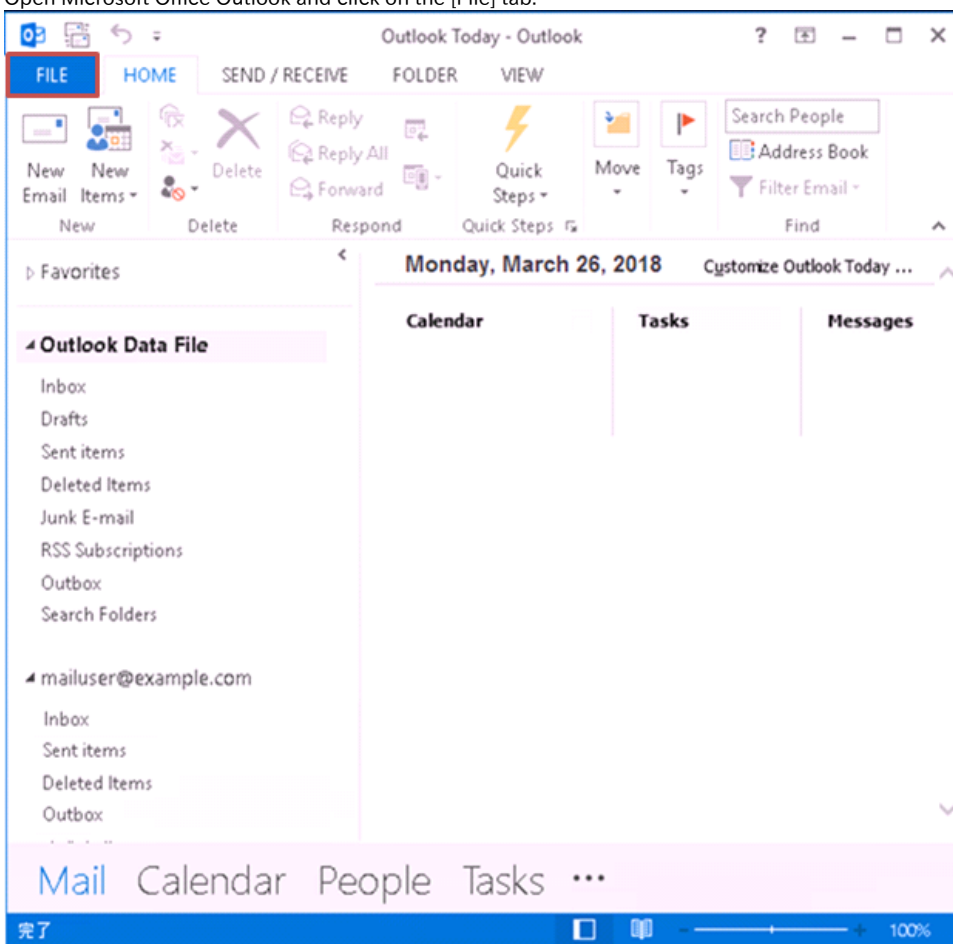 Open Microsoft Office Outlook and click on the [File] tab.
Outlook Today - Outlook
FILE HOME SEND / RECEIVE FOLDER VIEW
New Email
New Items
Delete
Reply
Reply All
Forward
Quick Steps
Move
Tags
Search People
Address Book
Filter Email
New Delete Respond Quick Steps Find
Favorites
Monday, March 26, 2018 Customize Outlook Today ...
Calendar Tasks Messages
Outlook Data File
Inbox
Drafts
Sent items
Deleted Items
Junk E-mail
RSS Subscriptions
Outbox
Search Folders
mailuser@example.com
Inbox
Sent items
Deleted Items
Outbox
Mail Calendar People Tasks •••
完了 100%